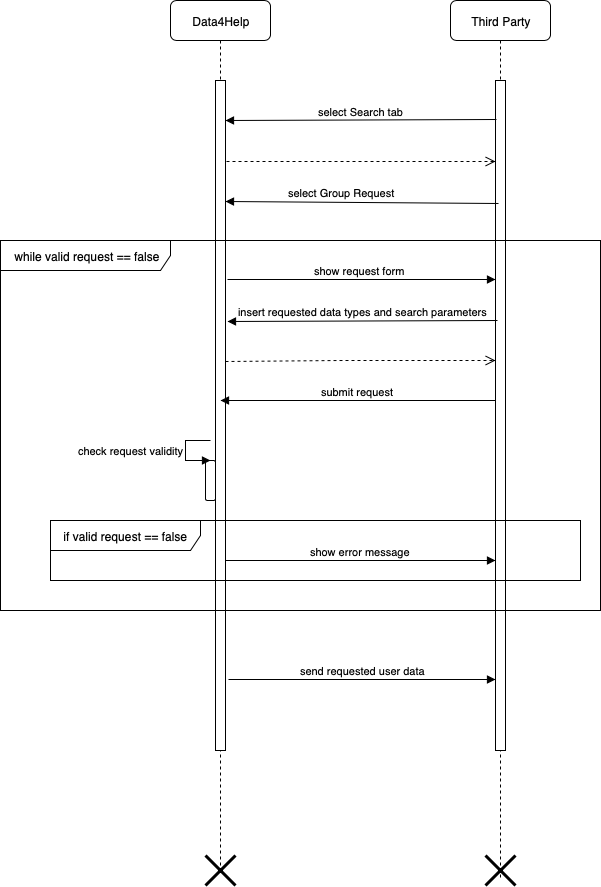 Data4Help
Third Party
select Search tab
select Group Request
while valid request == false
show request form
insert requested data types and search parameters
submit request
check request validity
if valid request == false
show error message
send requested user data